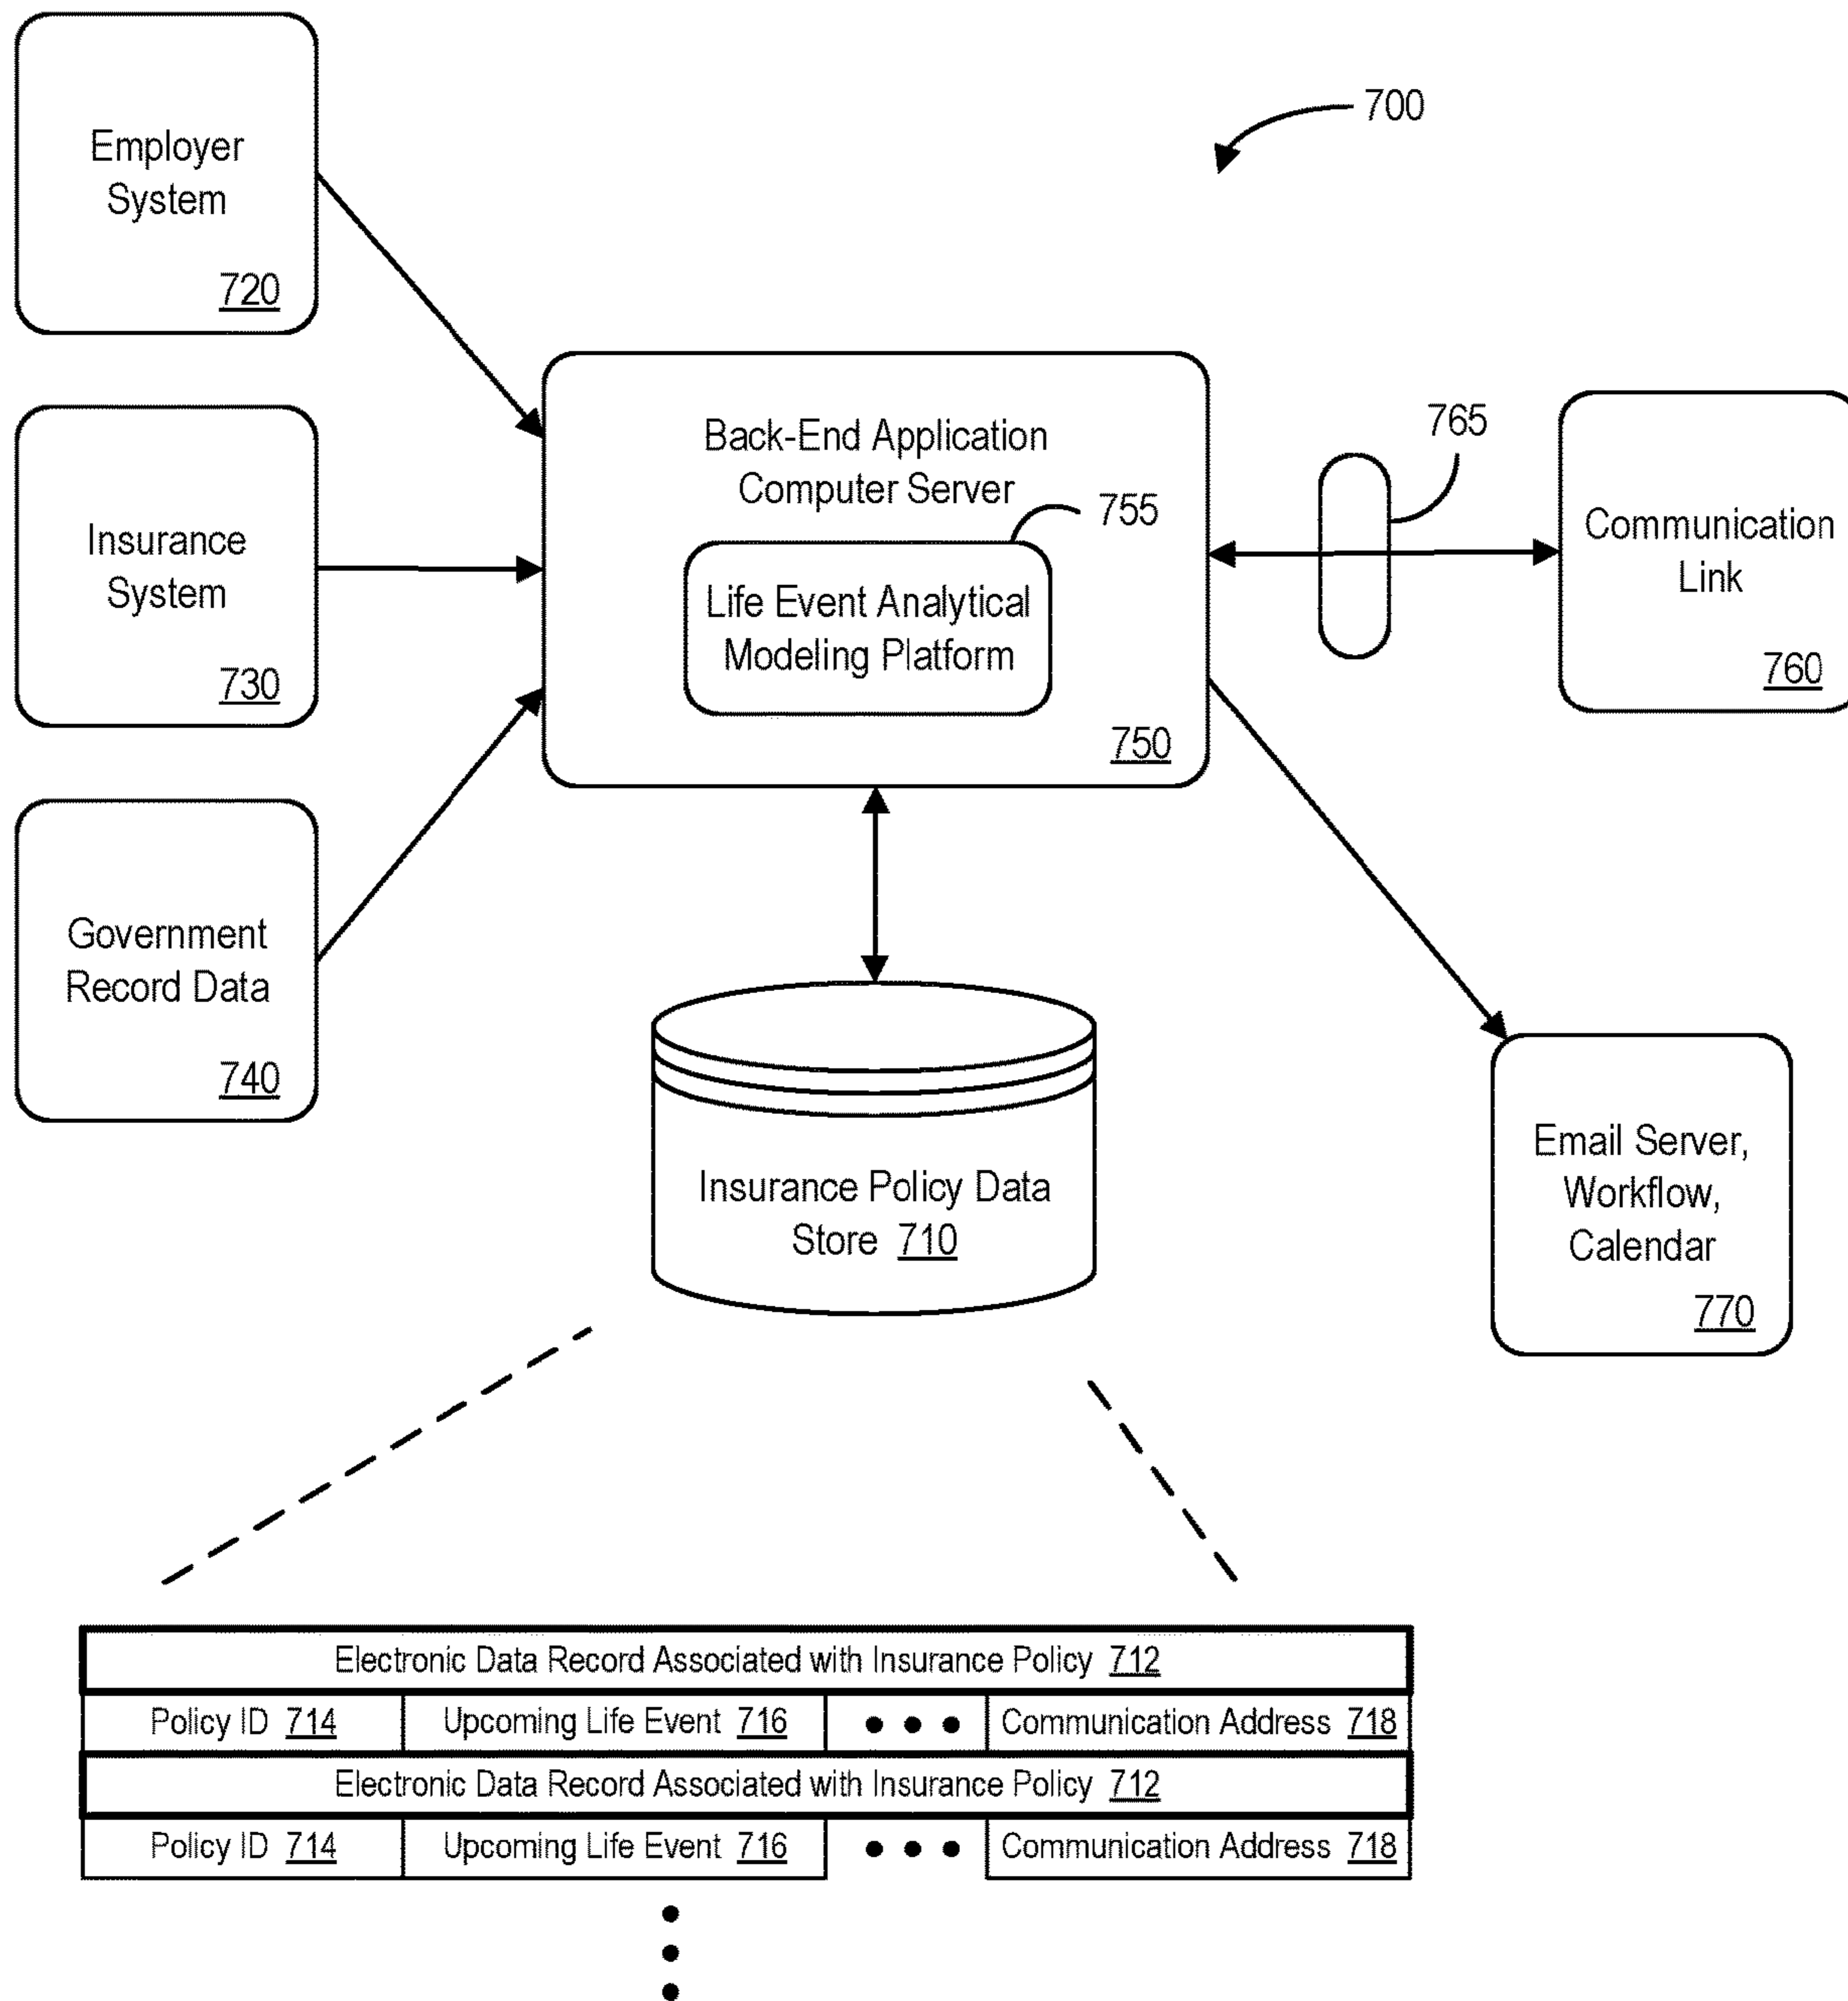 700
Employer
System
720
Insurance
System
730
Government
Record Data
740
Back-End Application
Computer Server
755
Life Event Analytical
Modeling Platform
750
765
Communication
Link
760
Insurance Policy Data
Store 710
Email Server,
Workflow,
Calendar
770
Electronic Data Record Associated with Insurance Policy 712
Policy ID 714 Upcoming Life Event 716 • • • Communication Address 718
Electronic Data Record Associated with Insurance Policy 712
Policy ID 714 Upcoming Life Event 716 • • • Communication Address 718